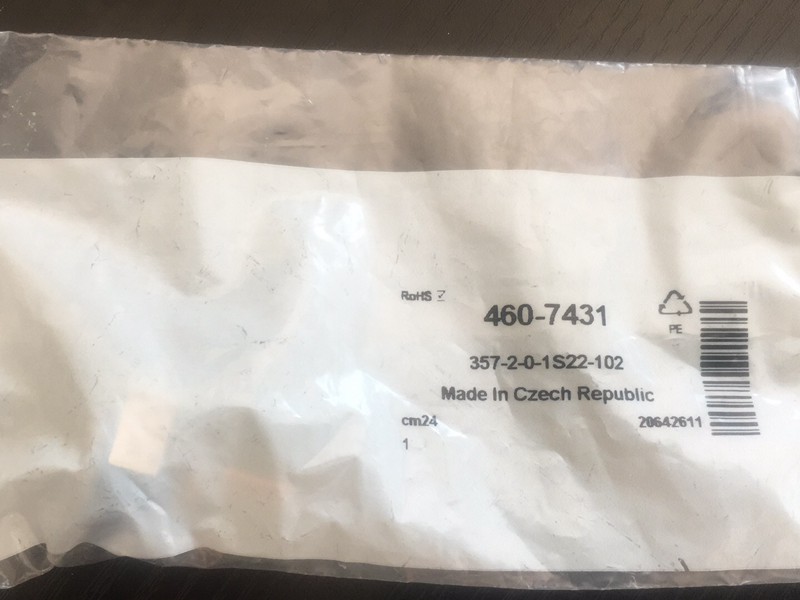 RoHS
460-7431
PE
357-2-0-1S22-102
Made In Czech Republic
cm24
20642611
1